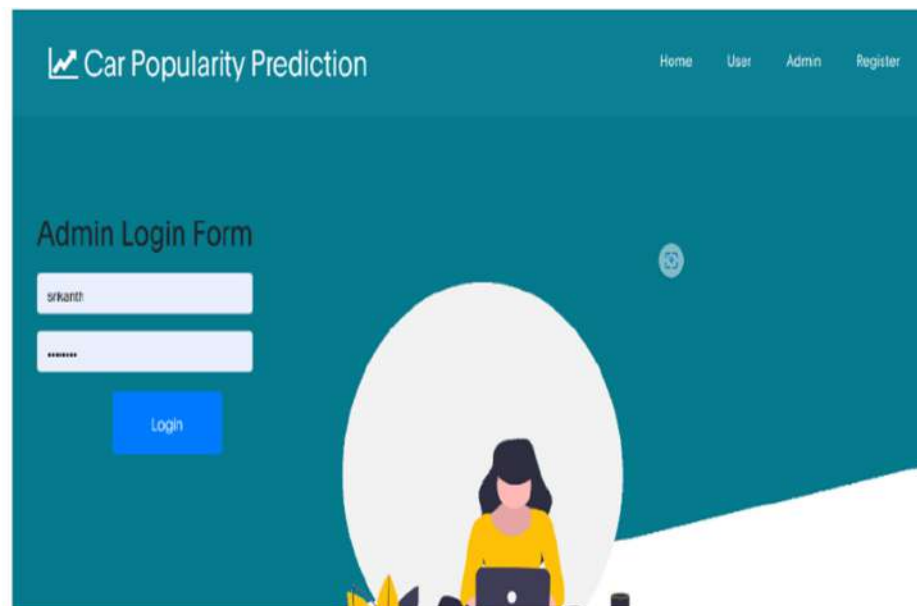 Car Popularity Prediction
Home User Admin Register
Admin Login Form
srikanth
••••••••
Login